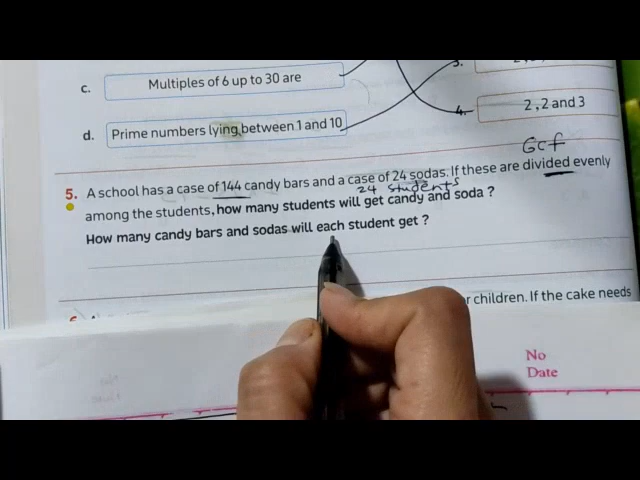 c. Multiples of 6 up to 30 are
3.
d. Prime numbers lying between 1 and 10
4. 2, 2 and 3
Gcf
5. A school has a case of 144 candy bars and a case of 24 sodas. If these are divided evenly
24 students
among the students, how many students will get candy and soda ?
How many candy bars and sodas will each student get ?
r children. If the cake needs
No
Date